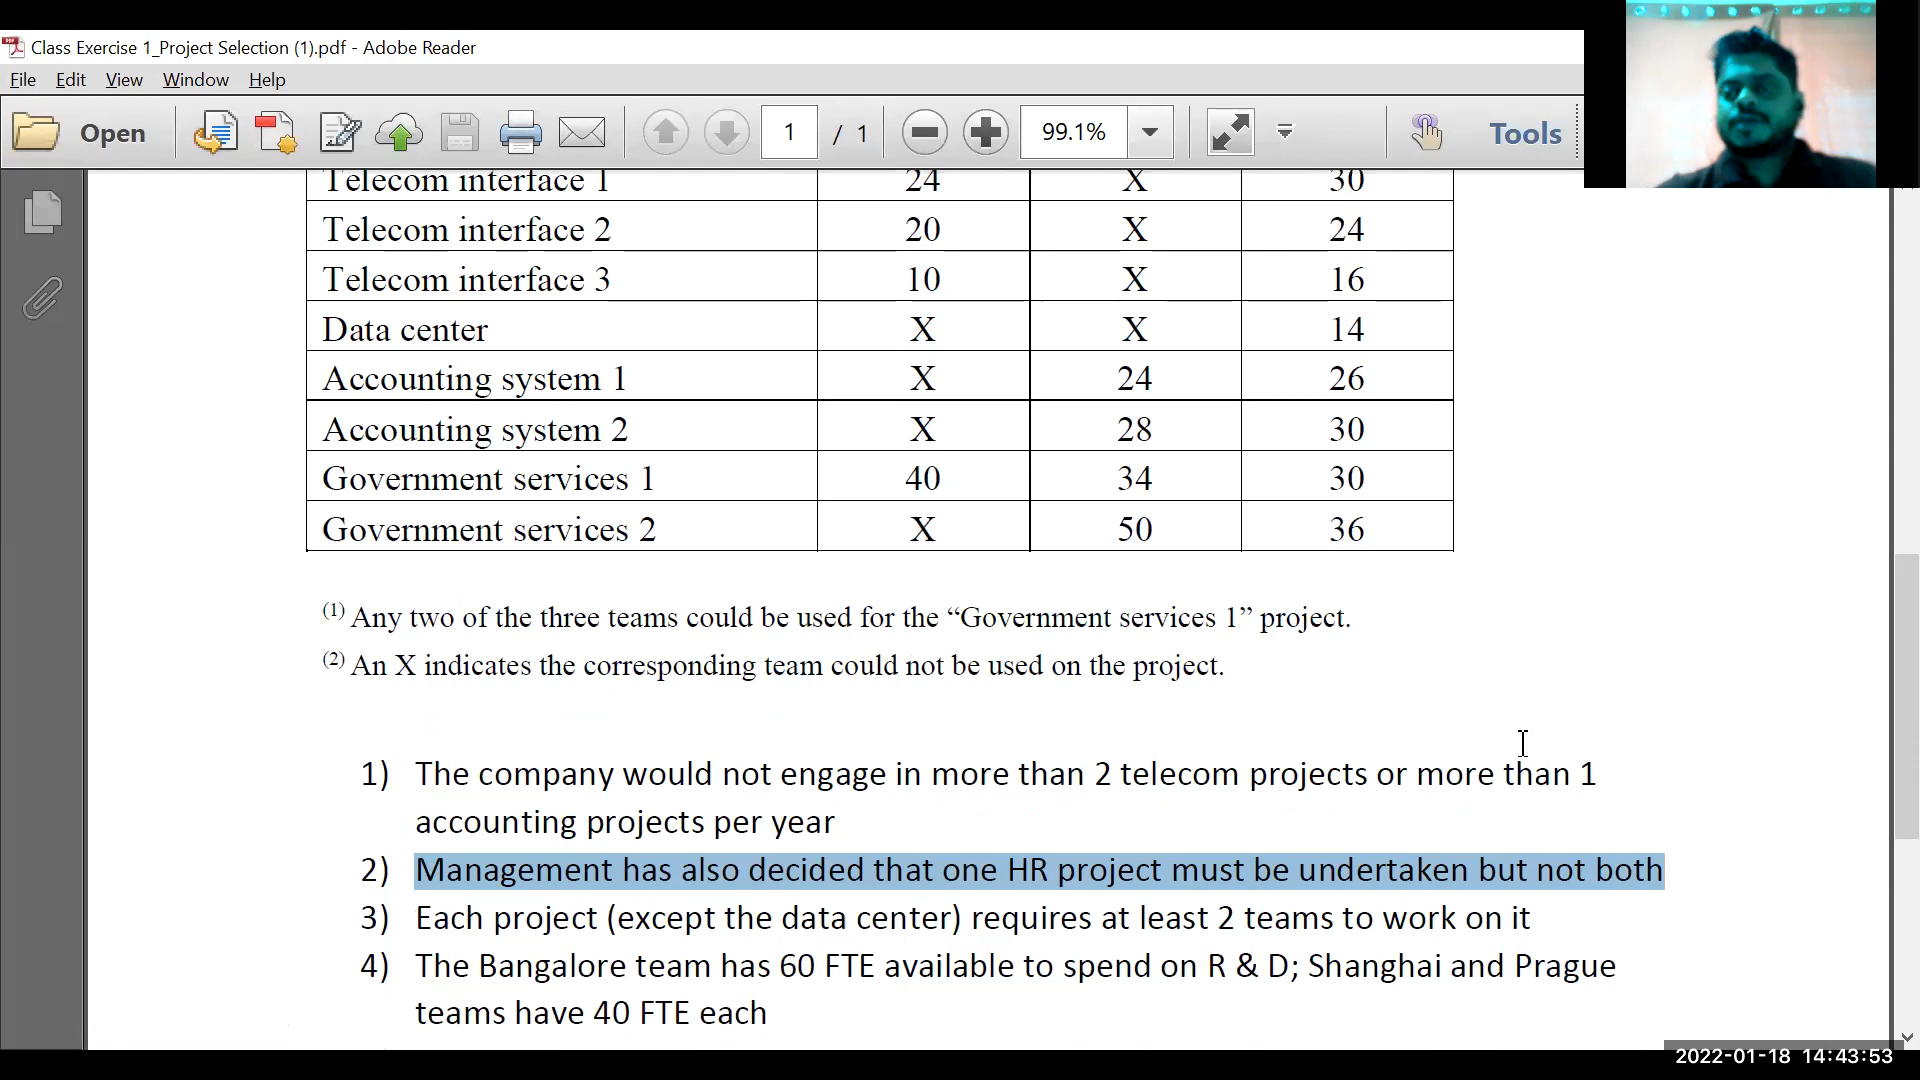 Class Exercise 1_Project Selection (1).pdf - Adobe Reader
File Edit View Window Help
Open 1 / 1 99.1% Tools
Telecom interface 1 24 X 30
Telecom interface 2 20 X 24
Telecom interface 3 10 X 16
Data center X X 14
Accounting system 1 X 24 26
Accounting system 2 X 28 30
Government services 1 40 34 30
Government services 2 X 50 36
(1) Any two of the three teams could be used for the “Government services 1” project.
(2) An X indicates the corresponding team could not be used on the project.
1) The company would not engage in more than 2 telecom projects or more than 1
accounting projects per year
2) Management has also decided that one HR project must be undertaken but not both
3) Each project (except the data center) requires at least 2 teams to work on it
4) The Bangalore team has 60 FTE available to spend on R & D; Shanghai and Prague
teams have 40 FTE each
2022-01-18 14:43:53